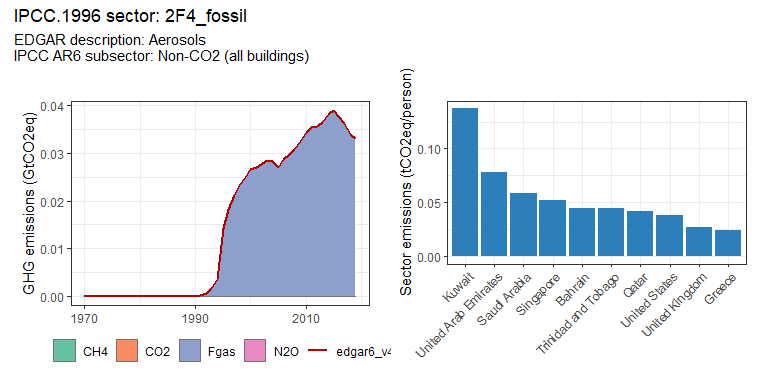 IPCC.1996 sector: 2F4_fossil
EDGAR description: Aerosols
IPCC AR6 subsector: Non-CO2 (all buildings)
GHG emissions (GtCO2eq)
0.04
0.03
0.02
0.01
0.00
1970
1990
2010
CH4
CO2
Fgas
N2O
edgar6_v4
Sector emissions (tCO2eq/person)
0.10
0.05
0.00
Kuwait
United Arab Emirates
Saudi Arabia
Singapore
Bahrain
Trinidad and Tobago
Qatar
United States
United Kingdom
Greece